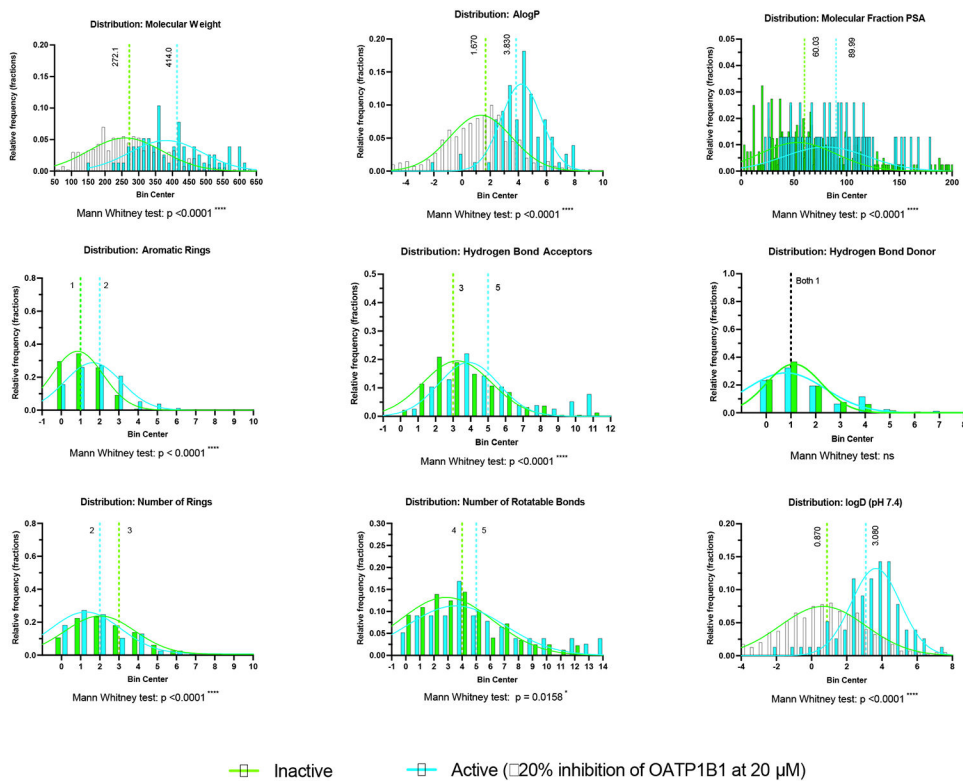 Distribution: Molecular Weight
272.1
414.0
0.20
0.15
0.10
0.05
0.00
Relative frequency (fractions)
50 100 150 200 250 300 350 400 450 500 550 600 650
Bin Center
Mann Whitney test: p <0.0001 ****
Distribution: AlogP
1.670
3.830
0.20
0.15
0.10
0.05
0.00
Relative frequency (fractions)
-4 -2 0 2 4 6 8 10
Bin Center
Mann Whitney test: p <0.0001 ****
Distribution: Molecular Fraction PSA
60.03
89.99
0.05
0.04
0.03
0.02
0.01
0.00
Relative frequency (fractions)
0 50 100 150 200
Bin Center
Mann Whitney test: p <0.0001 ****
Distribution: Aromatic Rings
1 2
0.8
0.6
0.4
0.2
0.0
Relative frequency (fractions)
-1 0 1 2 3 4 5 6 7 8 9 10
Bin Center
Mann Whitney test: p < 0.0001 ****
Distribution: Hydrogen Bond Acceptors
3 5
0.5
0.4
0.3
0.2
0.1
0.0
Relative frequency (fractions)
-1 0 1 2 3 4 5 6 7 8 9 10 11 12
Bin Center
Mann Whitney test: p <0.0001 ****
Distribution: Hydrogen Bond Donor
Both 1
1.0
0.8
0.6
0.4
0.2
0.0
Relative frequency (fractions)
0 1 2 3 4 5 6 7 8
Bin Center
Mann Whitney test: ns
Distribution: Number of Rings
2 3
0.8
0.6
0.4
0.2
0.0
Relative frequency (fractions)
0 1 2 3 4 5 6 7 10
Bin Center
Mann Whitney test: p <0.0001 ****
Distribution: Number of Rotatable Bonds
4 5
0.30
0.25
0.20
0.15
0.10
0.05
0.00
Relative frequency (fractions)
-1 0 1 2 3 4 5 6 7 8 9 10 11 12 13 14
Bin Center
Mann Whitney test: p = 0.0158 *
Distribution: logD (pH 7.4)
0.870
3.080
0.20
0.15
0.10
0.05
0.00
Relative frequency (fractions)
-4 -2 0 2 4 6 8
Bin Center
Mann Whitney test: p <0.0001 ****
Inactive
Active (□20% inhibition of OATP1B1 at 20 µM)